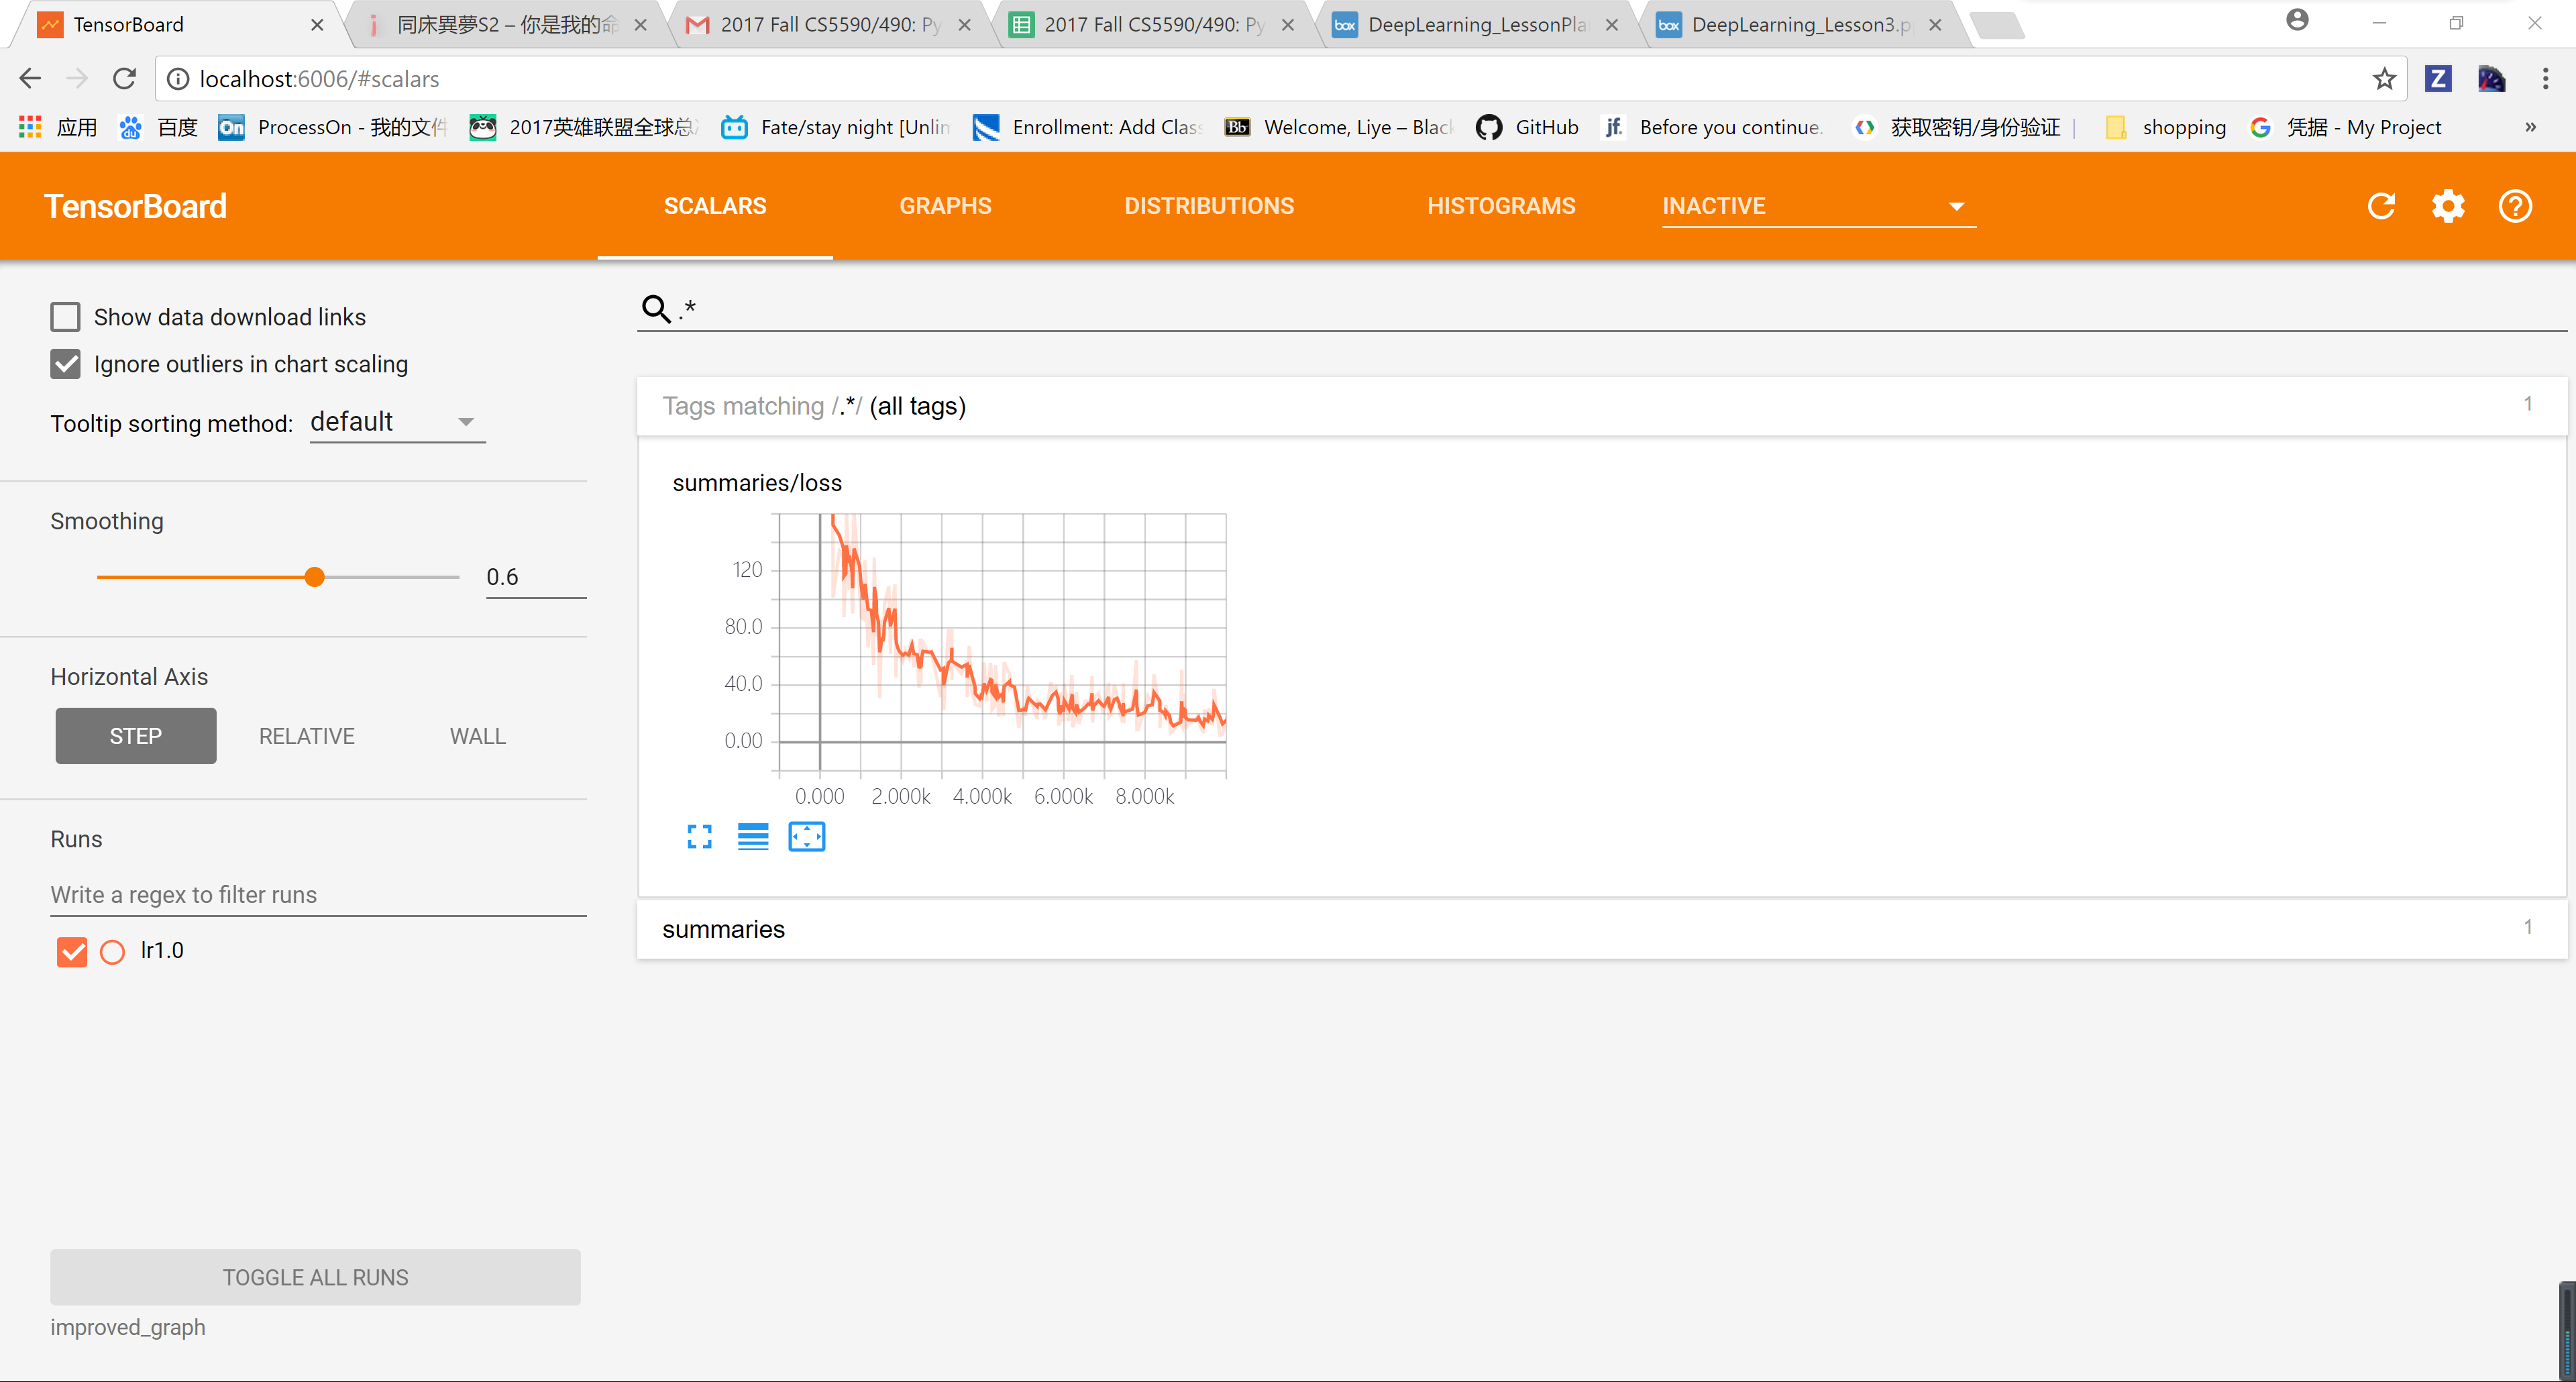 TensorBoard
同床異夢S2 – 你是我的命
2017 Fall CS5590/490: Py
2017 Fall CS5590/490: Py
DeepLearning_LessonPla
DeepLearning_Lesson3.p
localhost:6006/#scalars
应用
百度
ProcessOn - 我的文件
2017英雄联盟全球总
Fate/stay night [Unlim
Enrollment: Add Class
Welcome, Liye – Black
GitHub
Before you continue.
获取密钥/身份验证
shopping
凭据 - My Project
»
TensorBoard
SCALARS
GRAPHS
DISTRIBUTIONS
HISTOGRAMS
INACTIVE
Show data download links
Ignore outliers in chart scaling
Tooltip sorting method: default
Smoothing
0.6
Horizontal Axis
STEP RELATIVE WALL
Runs
Write a regex to filter runs
lr1.0
TOGGLE ALL RUNS
improved_graph
.*
Tags matching /.*/ (all tags) 1
summaries/loss
120
80.0
40.0
0.00
0.000 2.000k 4.000k 6.000k 8.000k
summaries 1